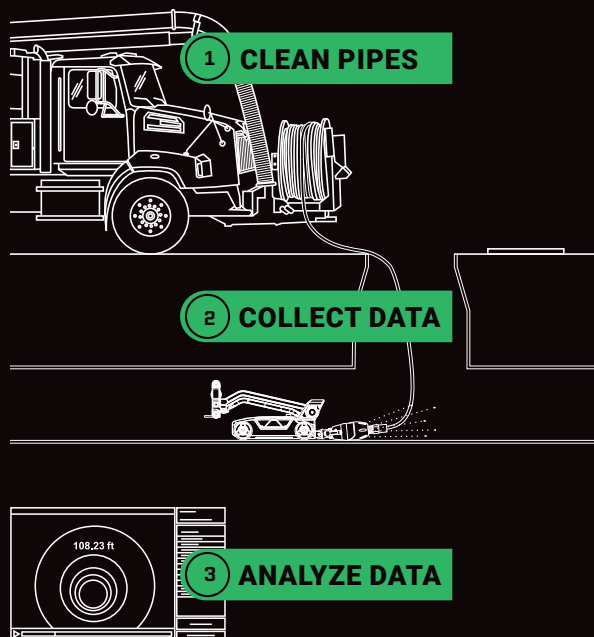 1 CLEAN PIPES
2 COLLECT DATA
108,23 ft
3 ANALYZE DATA